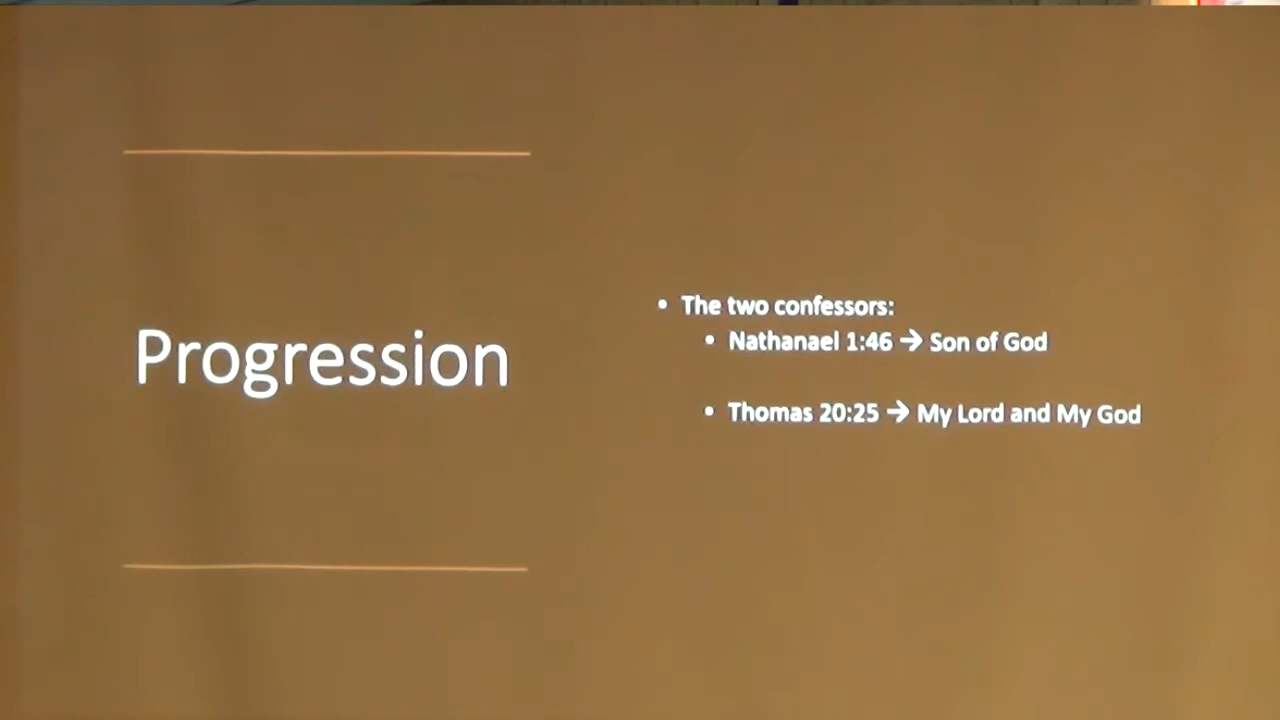 Progression
• The two confessors:
• Nathanael 1:46 → Son of God
• Thomas 20:25 → My Lord and My God